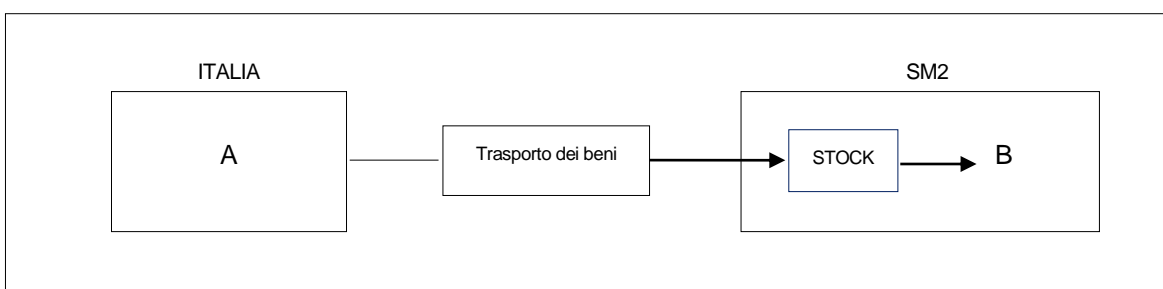 ITALIA
SM2
A
Trasporto dei beni
STOCK
B